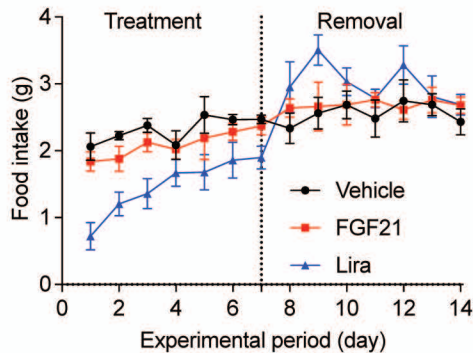 Treatment Removal
4
3
2
1
0
Food intake (g)
Vehicle
FGF21
Lira
0 2 4 6 8 10 12 14
Experimental period (day)